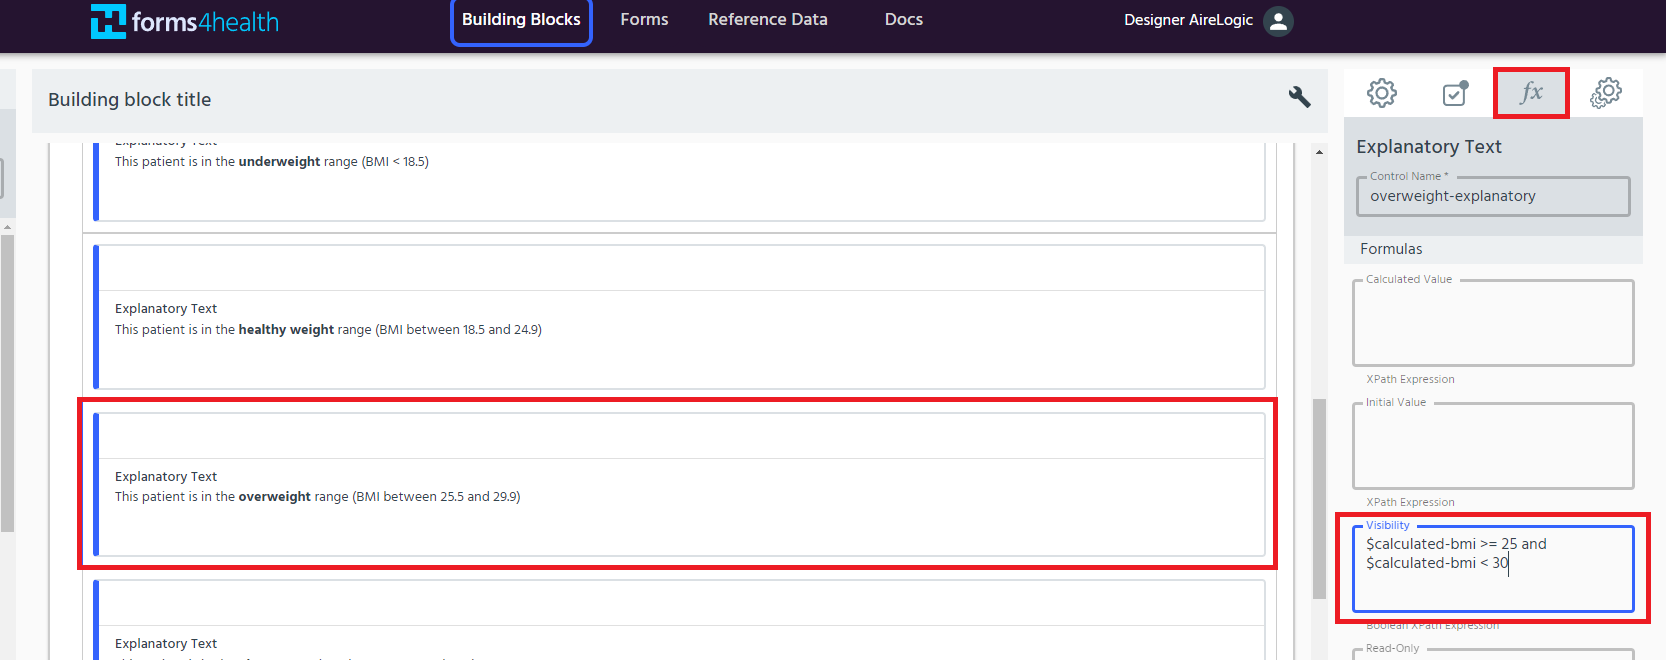 forms4health
Building Blocks
Forms
Reference Data
Docs
Designer AireLogic
Building block title
fx
Explanatory Text
This patient is in the underweight range (BMI < 18.5)
Explanatory Text
This patient is in the healthy weight range (BMI between 18.5 and 24.9)
Explanatory Text
This patient is in the overweight range (BMI between 25.5 and 29.9)
Explanatory Text
Explanatory Text
Control Name *
overweight-explanatory
Formulas
Calculated Value
XPath Expression
Initial Value
XPath Expression
Visibility
$calculated-bmi >= 25 and
$calculated-bmi < 30
Boolean XPath Expression
Read-Only